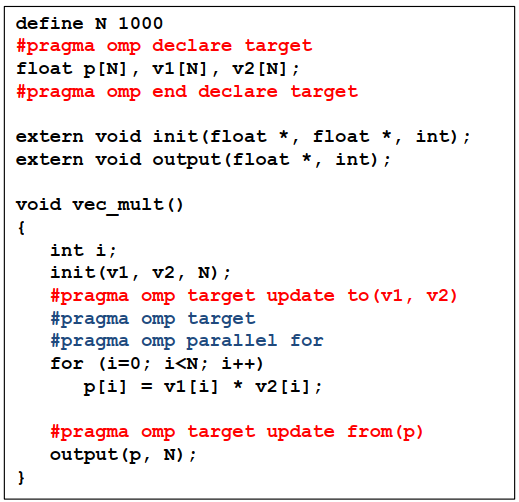 define N 1000
#pragma omp declare target
float p[N], v1[N], v2[N];
#pragma omp end declare target
extern void init(float *, float *, int);
extern void output(float *, int);
void vec_mult()
{
int i;
init(v1, v2, N);
#pragma omp target update to(v1, v2)
#pragma omp target
#pragma omp parallel for
for (i=0; i<N; i++)
p[i] = v1[i] * v2[i];
#pragma omp target update from(p)
output(p, N);
}